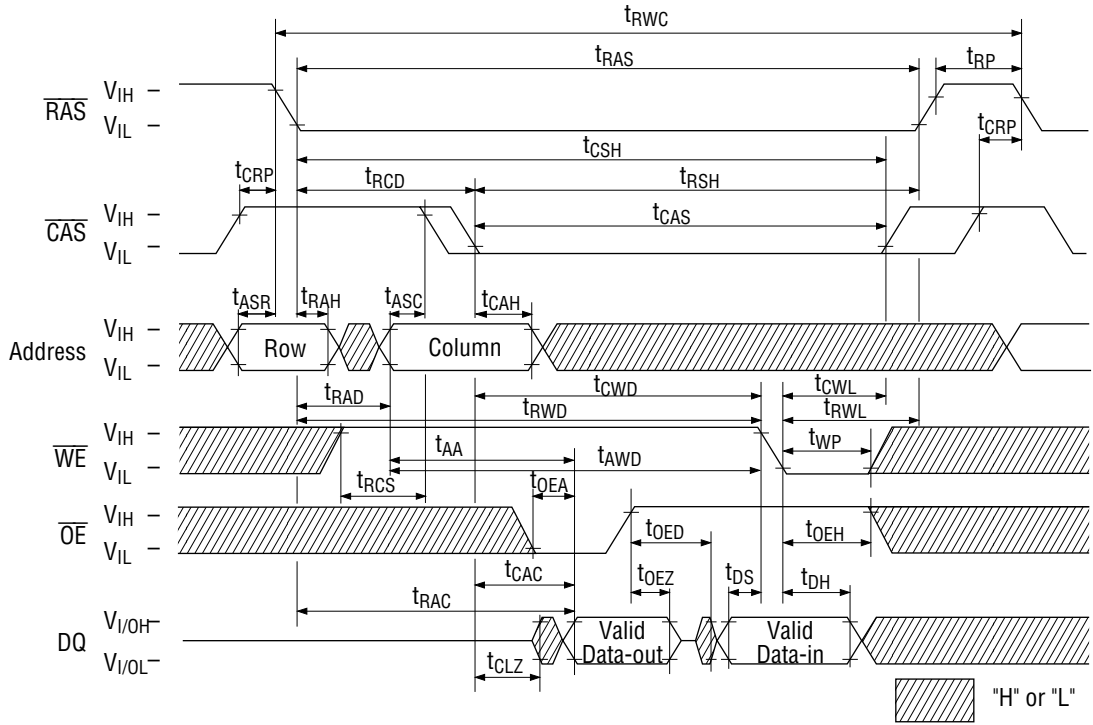 tRWC
tRAS
tRP
RAS
VIH
VIL
tCRP
tCSH
tCRP
tRCD
tRSH
CAS
VIH
VIL
tCAS
tASR
tRAH
tASC
tCAH
Address
VIH
VIL
Row
Column
tRAD
tCWD
tCWL
tRWD
tRWL
WE
VIH
VIL
tAA
tAWD
tWP
tRCS
tOEA
OE
VIH
VIL
tOED
tOEH
tCAC
tOEZ
tDS
tDH
tRAC
DQ
VI/OH
VI/OL
Valid
Data-out
Valid
Data-in
tCLZ
"H" or "L"